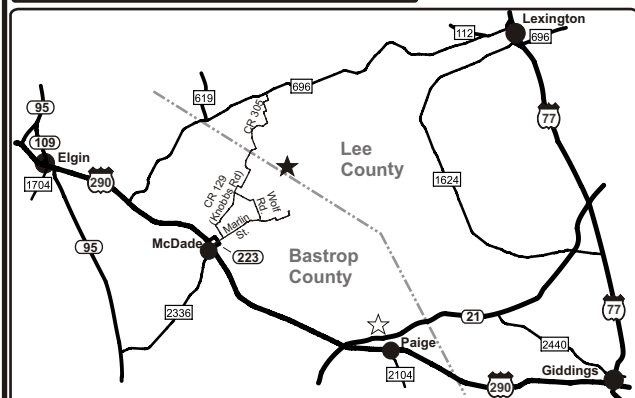 Lexington
112
696
696
619
95
CR 305
77
109
Elgin
Lee
County
1704
290
1624
CR 129
(Knobbs Rd)
Wolf
Rd.
Marlin
St.
McDade
223
95
Bastrop
County
77
2336
21
Paige
2440
2104
Giddings
290